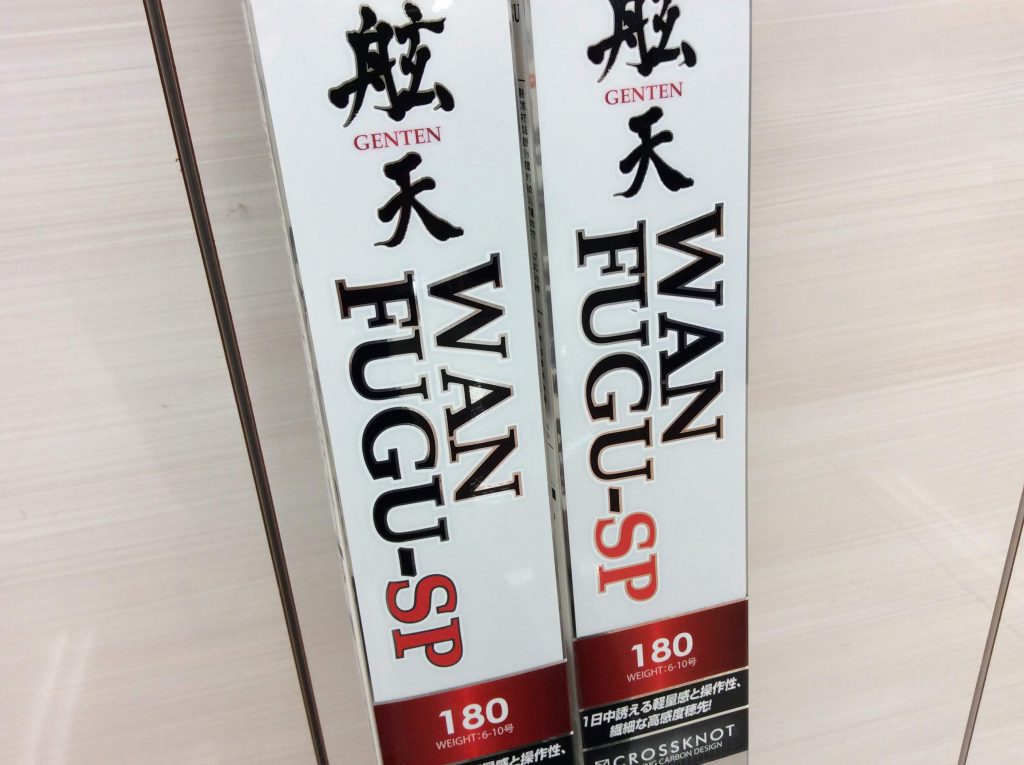 舷
GENTEN
天
WAN
FUGU-SP
180
WEIGHT:6-10号
舷
GENTEN
天
WAN
FUGU-SP
180
WEIGHT:6-10号
1日中誘える軽量感と操作性、
繊細な高感度穂先!
CROSSKNOT
CARBON DESIGN